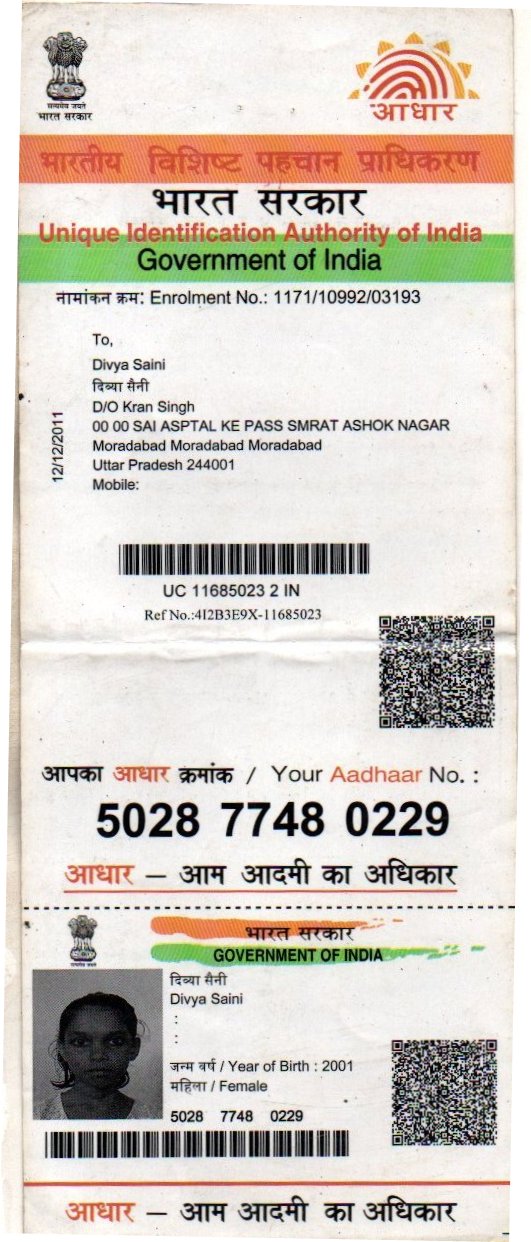 सत्यमेव जयते
भारत सरकार
आधार
भारतीय विशिष्ट पहचान प्राधिकरण
भारत सरकार
Unique Identification Authority of India
Government of India
नामांकन क्रम: Enrolment No.: 1171/10992/03193
To,
Divya Saini
दिव्या सैनी
D/O Kran Singh
00 00 SAI ASPTAL KE PASS SMRAT ASHOK NAGAR
Moradabad Moradabad Moradabad
Uttar Pradesh 244001
Mobile:
12/12/2011
UC 11685023 2 IN
Ref No.:4I2B3E9X-11685023
आपका आधार क्रमांक / Your Aadhaar No. :
5028 7748 0229
आधार – आम आदमी का अधिकार
भारत सरकार
GOVERNMENT OF INDIA
सत्यमेव जयते
दिव्या सैनी
Divya Saini
:
:
जन्म वर्ष / Year of Birth : 2001
महिला / Female
5028 7748 0229
आधार – आम आदमी का अधिकार